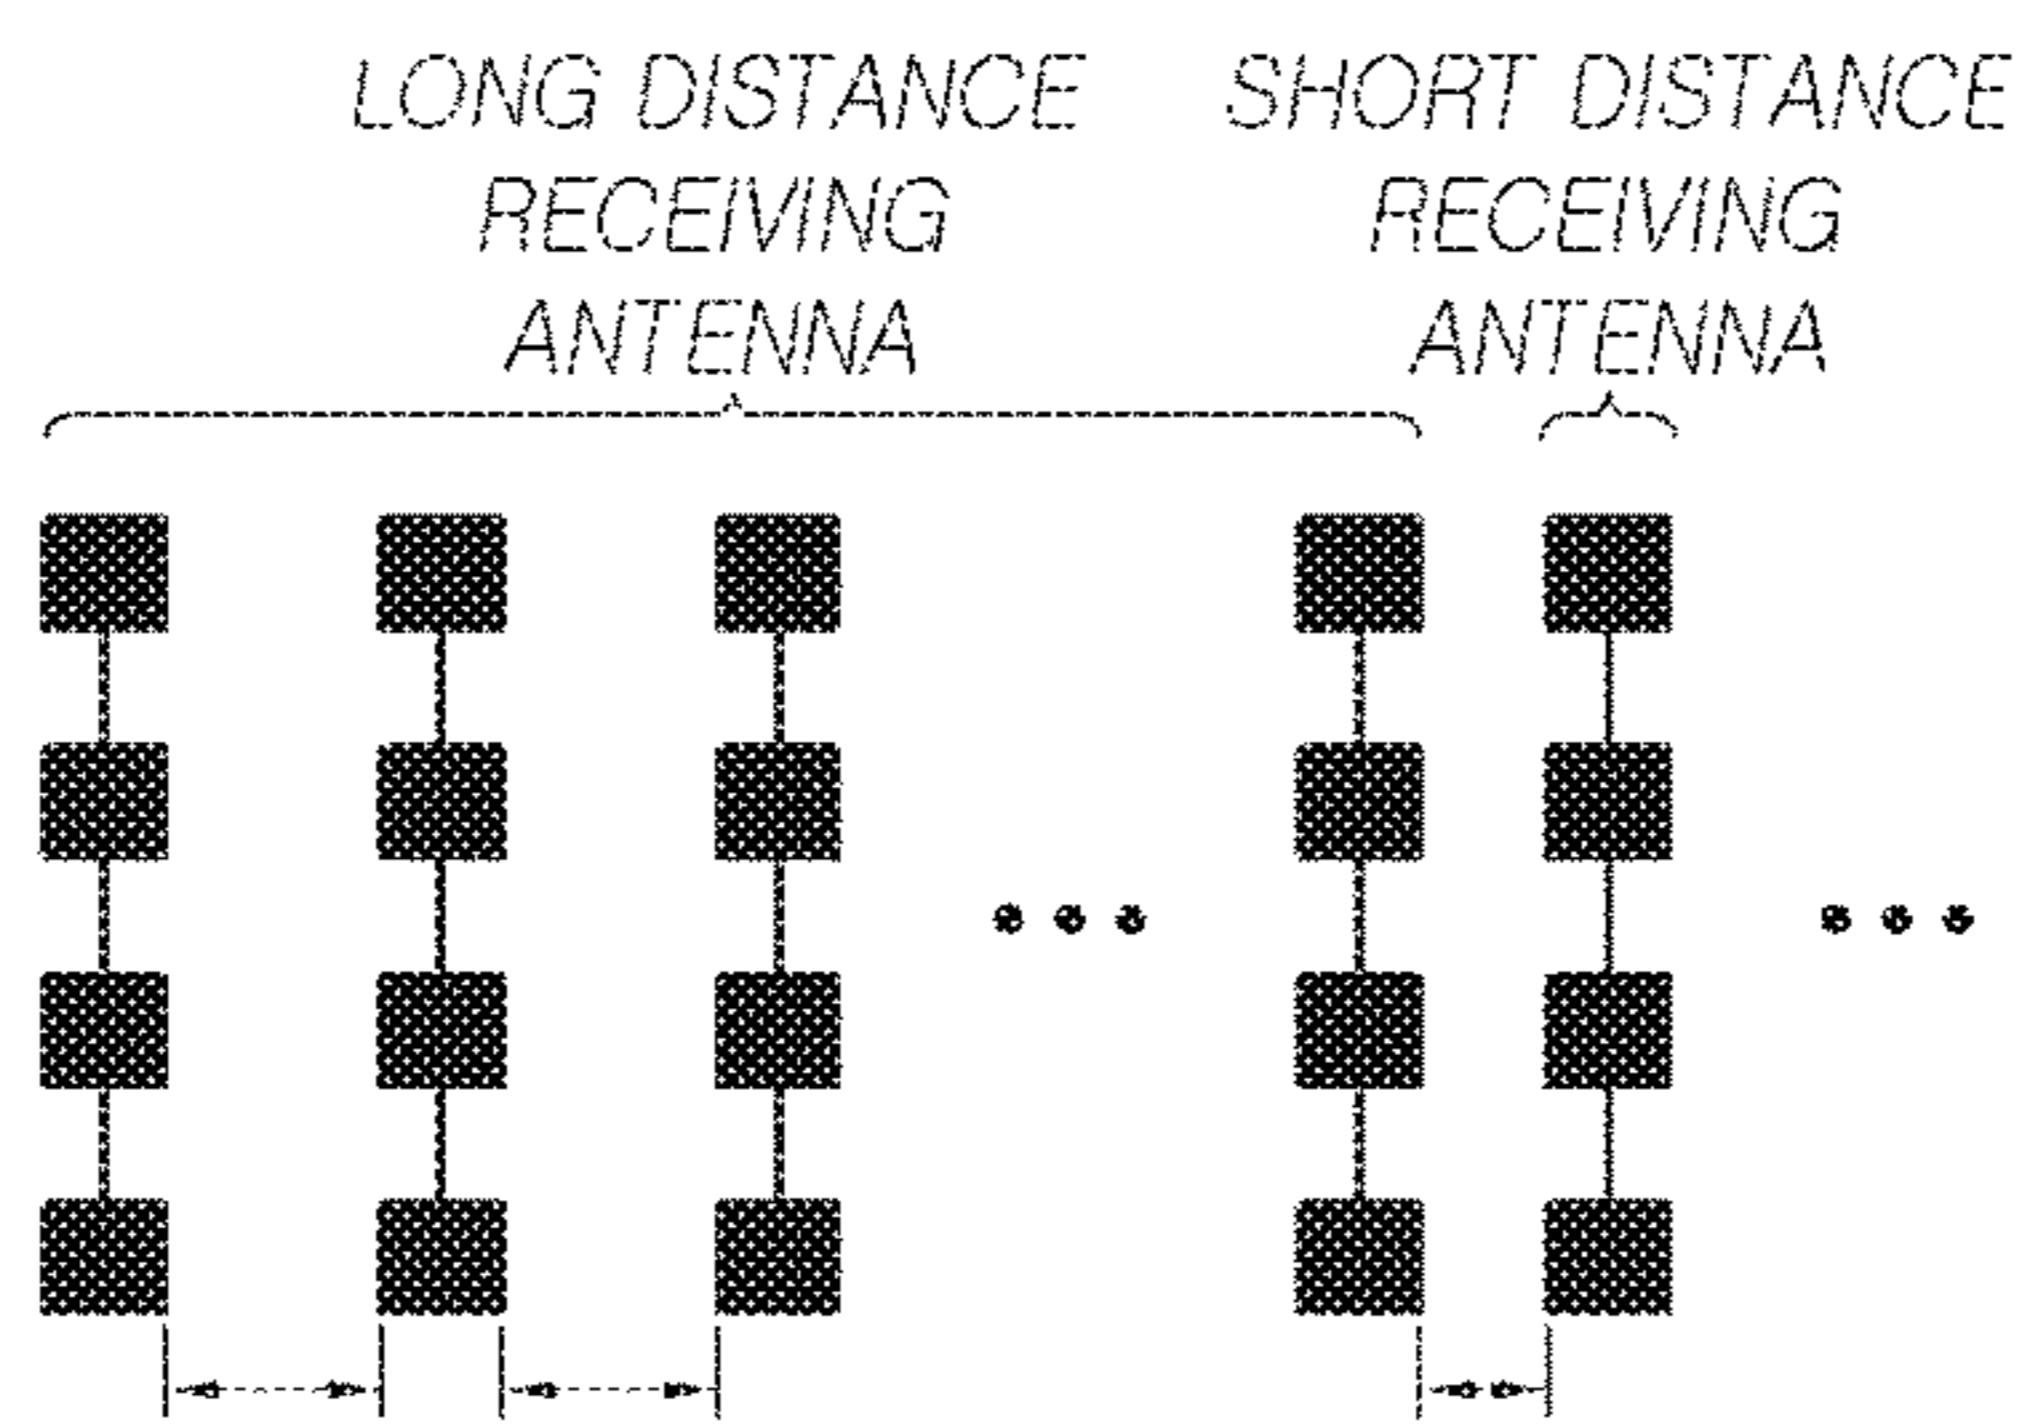 LONG DISTANCE
RECEIVING
ANTENNA
SHORT DISTANCE
RECEIVING
ANTENNA